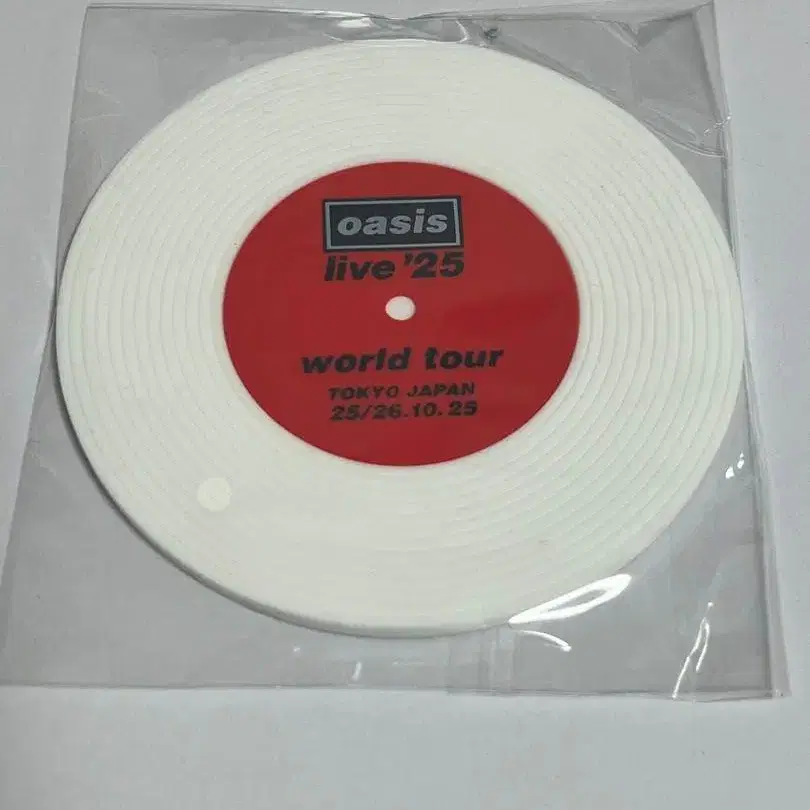 oasis
live '25
world tour
TOKYO JAPAN
25/26.10.25